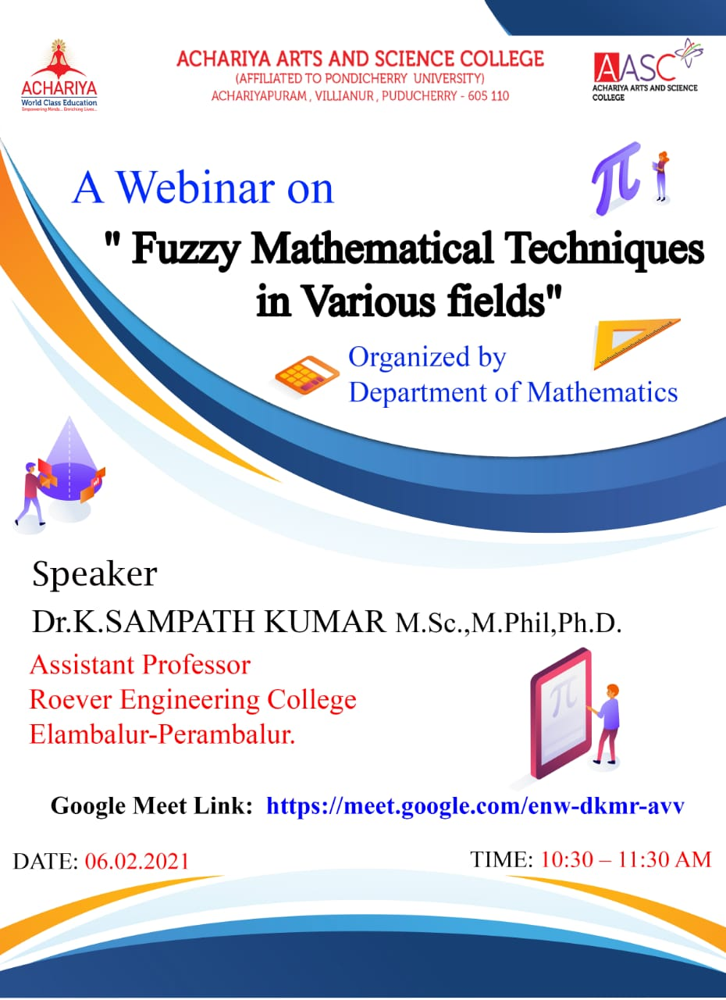 ACHARIYA
World Class Education
Empowering Minds... Enriching Lives...
ACHARIYA ARTS AND SCIENCE COLLEGE
(AFFILIATED TO PONDICHERRY UNIVERSITY)
ACHARIYAPURAM, VILLIANUR, PUDUCHERRY - 605 110
AASC
ACHARIYA ARTS AND SCIENCE
COLLEGE
A Webinar on
π
" Fuzzy Mathematical Techniques
in Various fields"
Organized by
Department of Mathematics
Speaker
Dr.K.SAMPATH KUMAR M.Sc.,M.Phil,Ph.D.
Assistant Professor
Roever Engineering College
Elambalur-Perambalur.
π
Google Meet Link: https://meet.google.com/enw-dkmr-avv
DATE: 06.02.2021
TIME: 10:30 – 11:30 AM